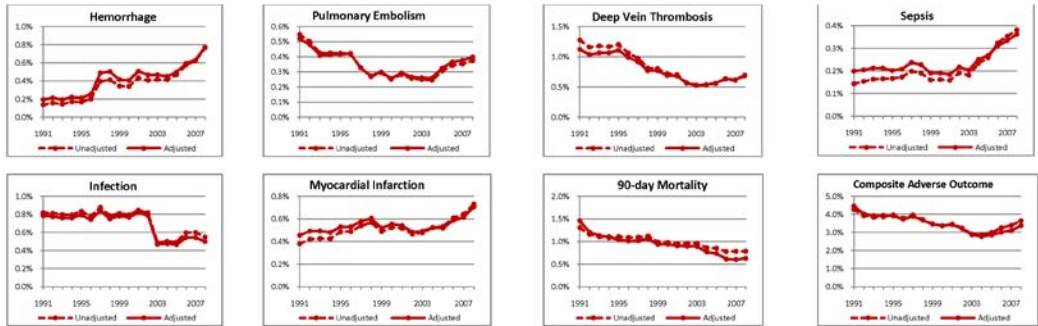 Hemorrhage
1.0%
0.8%
0.6%
0.4%
0.2%
0.0%
1991 1995 1999 2003 2007
Unadjusted Adjusted
Pulmonary Embolism
0.6%
0.5%
0.4%
0.3%
0.2%
0.1%
0.0%
1991 1995 1999 2003 2007
Unadjusted Adjusted
Deep Vein Thrombosis
1.5%
1.0%
0.5%
0.0%
1991 1995 1999 2003 2007
Unadjusted Adjusted
Sepsis
0.4%
0.2%
0.0%
1991 1995 1999 2003 2007
Unadjusted Adjusted
Infection
1.0%
0.8%
0.6%
0.4%
0.2%
0.0%
1991 1995 1999 2003 2007
Unadjusted Adjusted
Myocardial Infarction
0.8%
0.6%
0.4%
0.2%
0.0%
1991 1995 1999 2003 2007
Unadjusted Adjusted
90-day Mortality
2.0%
1.5%
1.0%
0.5%
0.0%
1991 1995 1999 2003 2007
Unadjusted Adjusted
Composite Adverse Outcome
5.0%
4.0%
3.0%
2.0%
1.0%
0.0%
1991 1995 1999 2003 2007
Unadjusted Adjusted